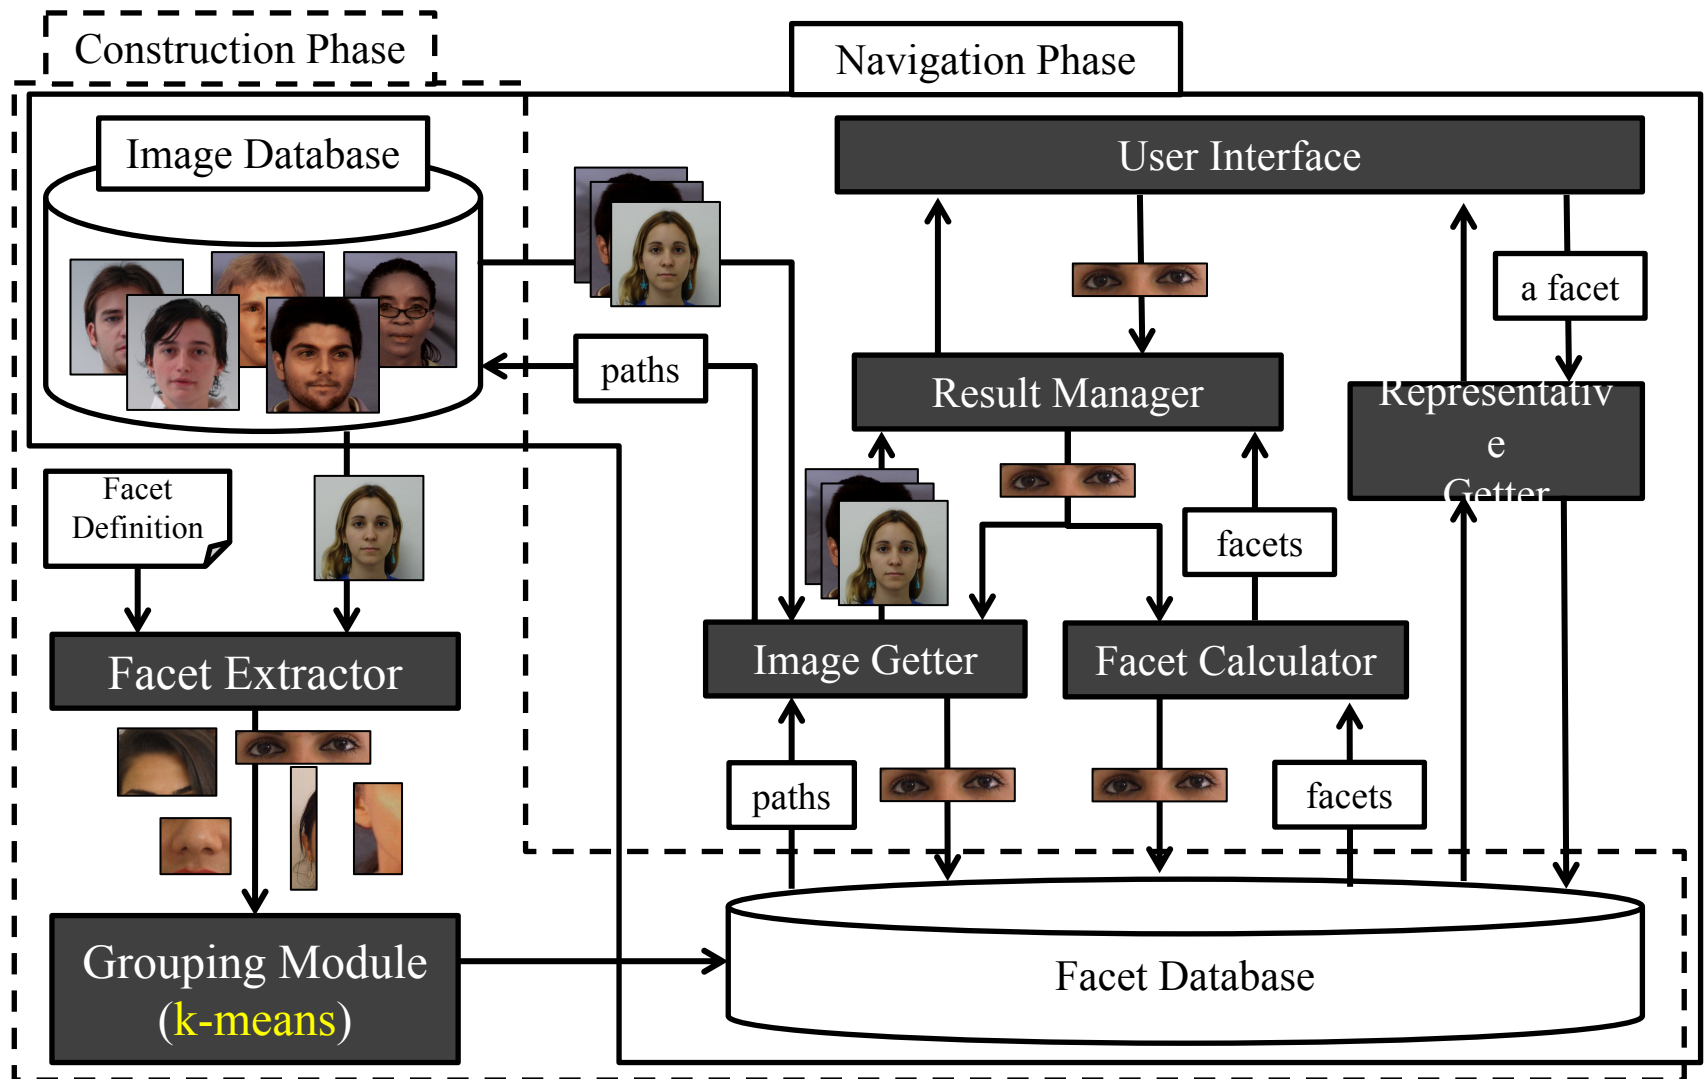 Construction Phase
Navigation Phase
Image Database
User Interface
a facet
paths
Result Manager
Representativ
e
Getter
Facet
Definition
facets
Facet Extractor
Image Getter
Facet Calculator
paths
facets
Grouping Module
(k-means)
Facet Database